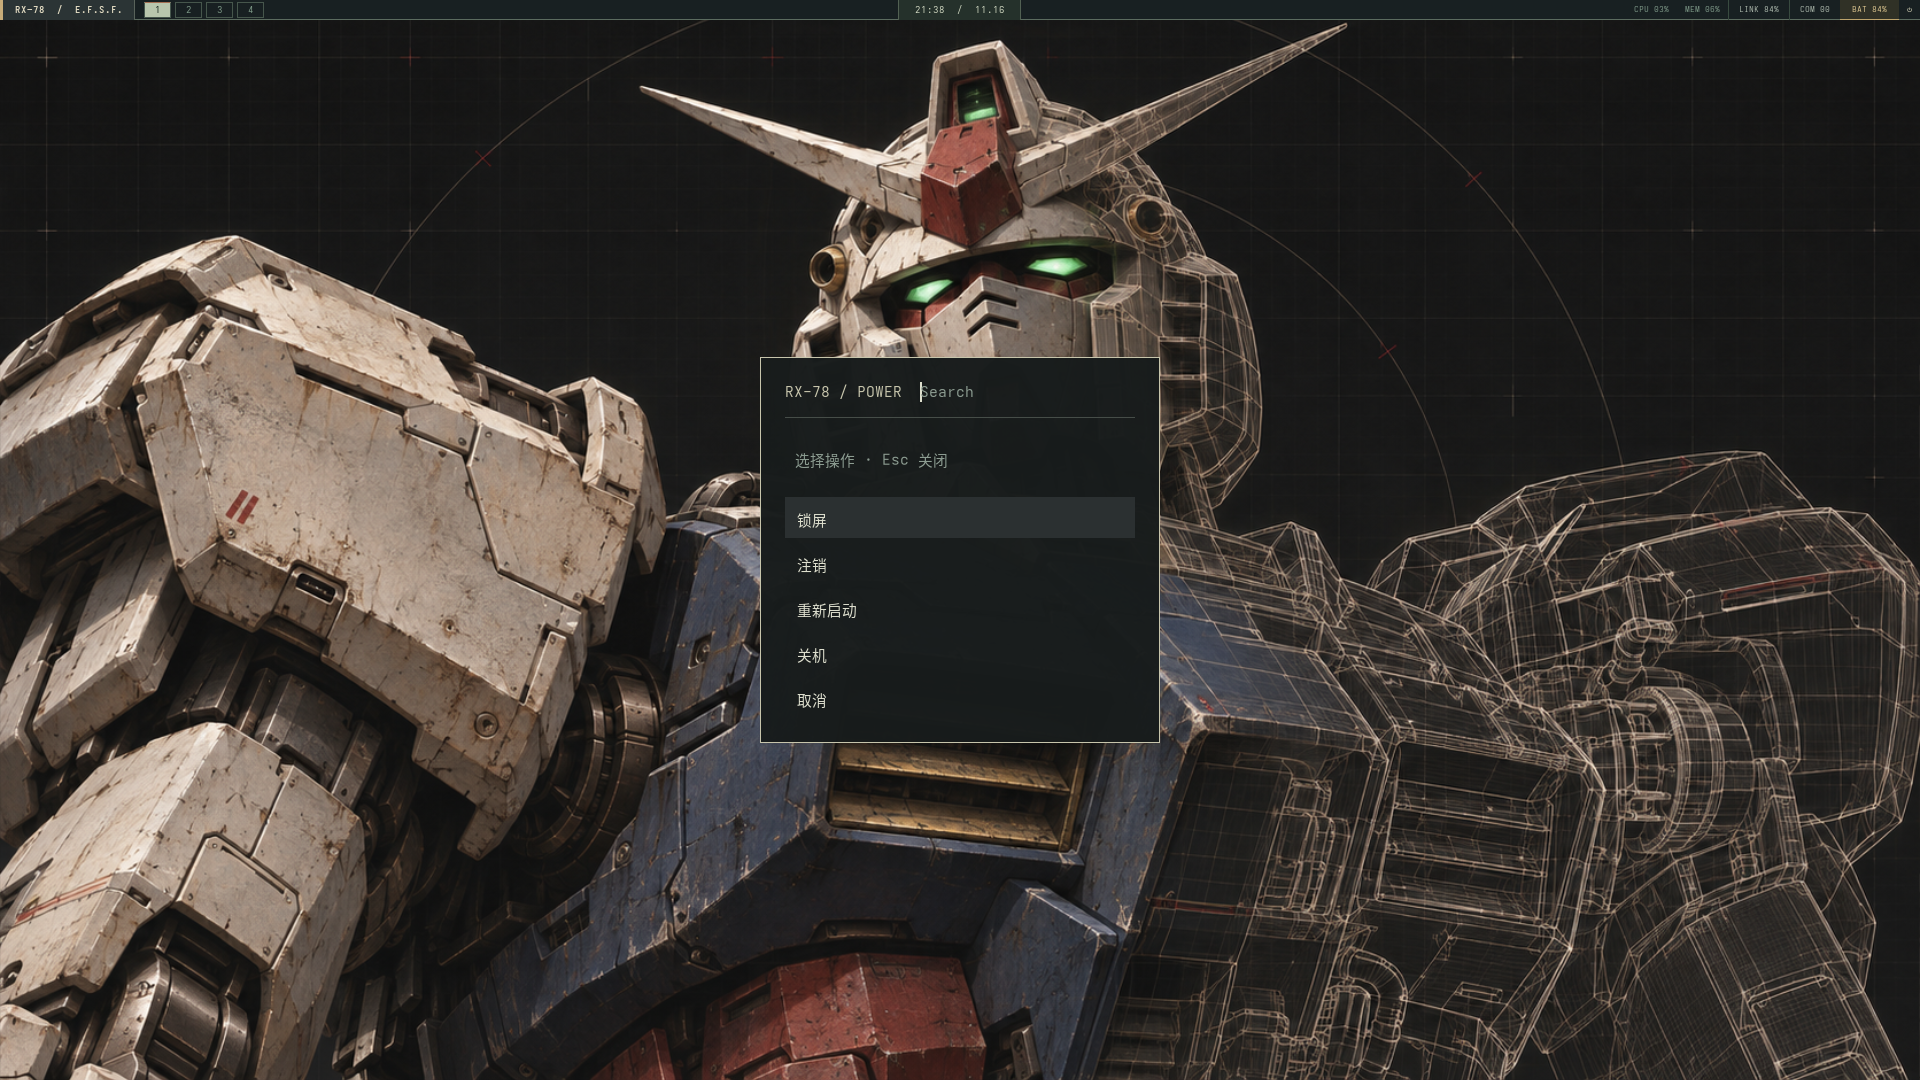 RX-78 / E.F.S.F. 1 2 3 4 21:38 / 11.16 CPU 03% MEM 06% LINK 84% COM 00 BAT 84%
RX-78 / POWER Search
选择操作 · Esc 关闭
锁屏
注销
重新启动
关机
取消